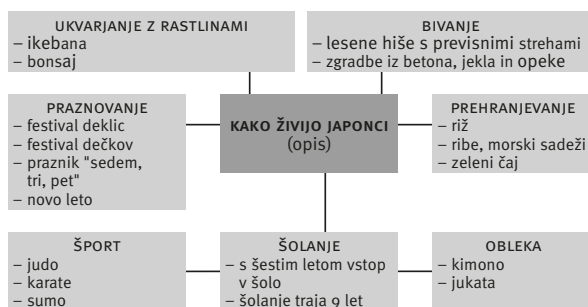 UKVARJANJE Z RASTLINAMI
– ikebana
– bonsaj
BIVANJE
– lesene hiše s previsnimi strehami
– zgradbe iz betona, jekla in opeke
PRAZNOVANJE
– festival deklic
– festival dečkov
– praznik "sedem,
tri, pet"
– novo leto
KAKO ŽIVIJO JAPONCI
(opis)
PREHRANJEVANJE
– riž
– ribe, morski sadeži
– zeleni čaj
ŠPORT
– judo
– karate
– sumo
ŠOLANJE
– s šestim letom vstop
v šolo
– šolanje traja 9 let
OBLEKA
– kimono
– jukata